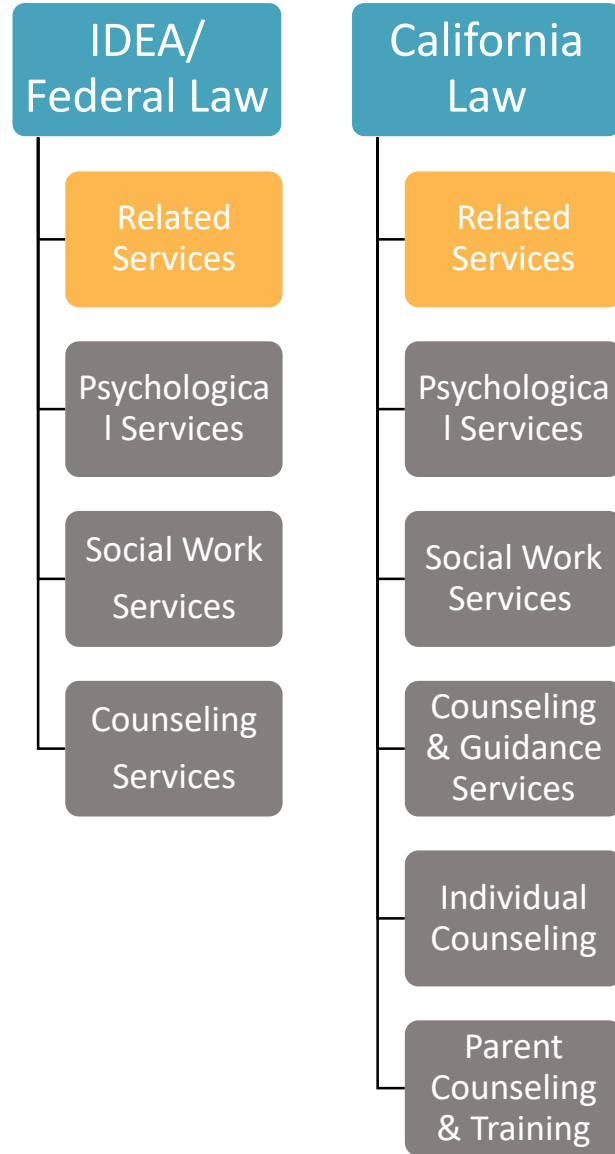 IDEA/
Federal Law
Related
Services
Psychologica
l Services
Social Work
Services
Counseling
Services
California
Law
Related
Services
Psychologica
l Services
Social Work
Services
Counseling
& Guidance
Services
Individual
Counseling
Parent
Counseling
& Training